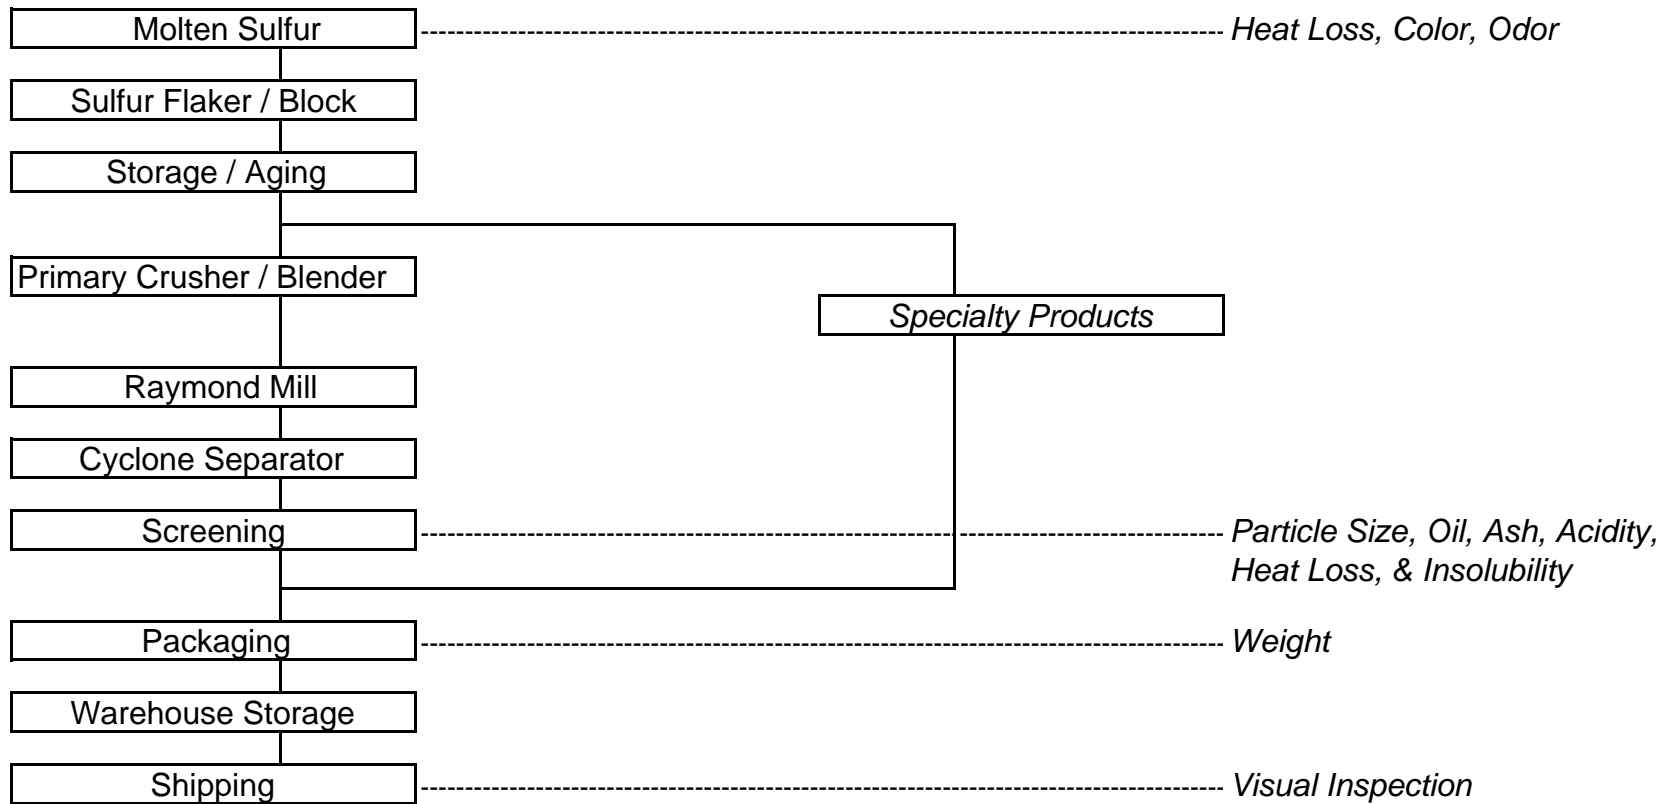 Molten Sulfur
Heat Loss, Color, Odor
Sulfur Flaker / Block
Storage / Aging
Primary Crusher / Blender
Specialty Products
Raymond Mill
Cyclone Separator
Screening
Particle Size, Oil, Ash, Acidity,
Heat Loss, & Insolubility
Packaging
Weight
Warehouse Storage
Shipping
Visual Inspection